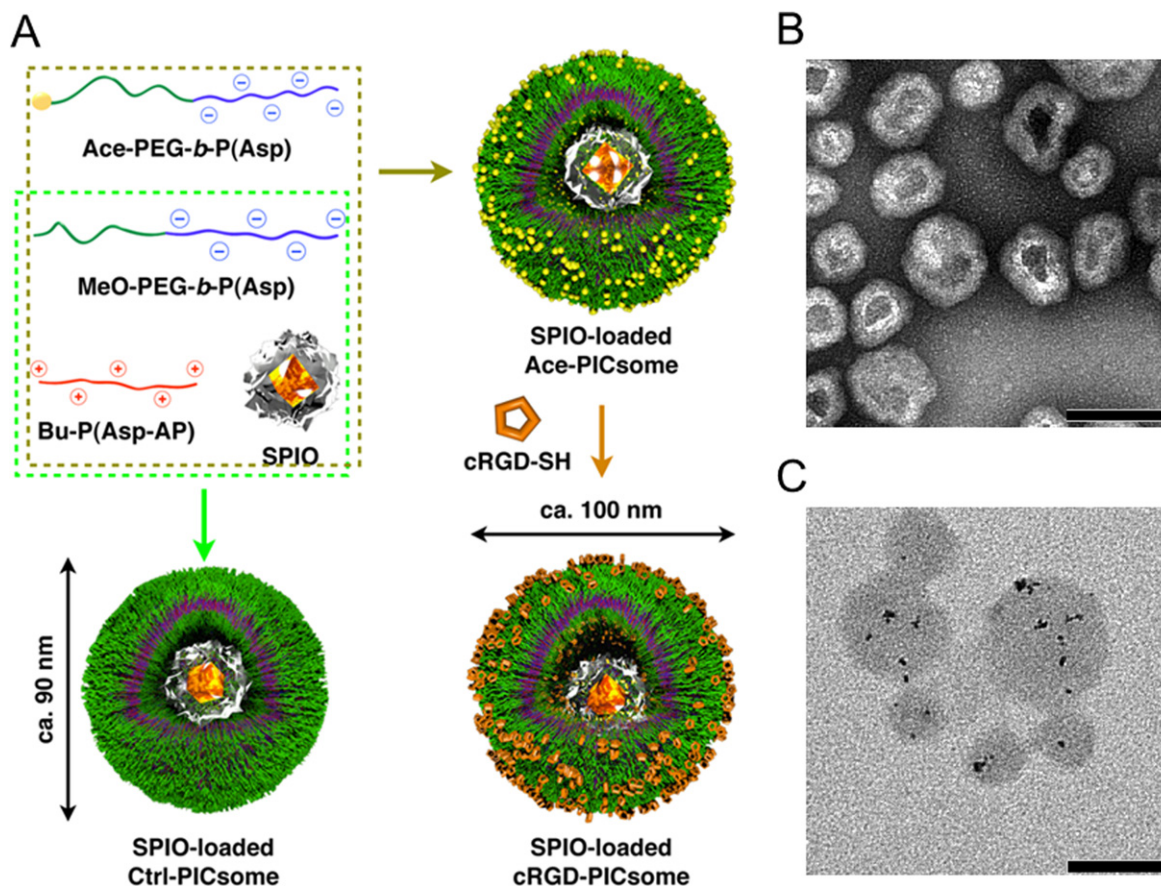 A
Ace-PEG-b-P(Asp)
MeO-PEG-b-P(Asp)
Bu-P(Asp-AP)
SPIO
SPIO-loaded
Ace-PICsome
cRGD-SH
ca. 100 nm
ca. 90 nm
SPIO-loaded
Ctrl-PICsome
SPIO-loaded
cRGD-PICsome
B
C